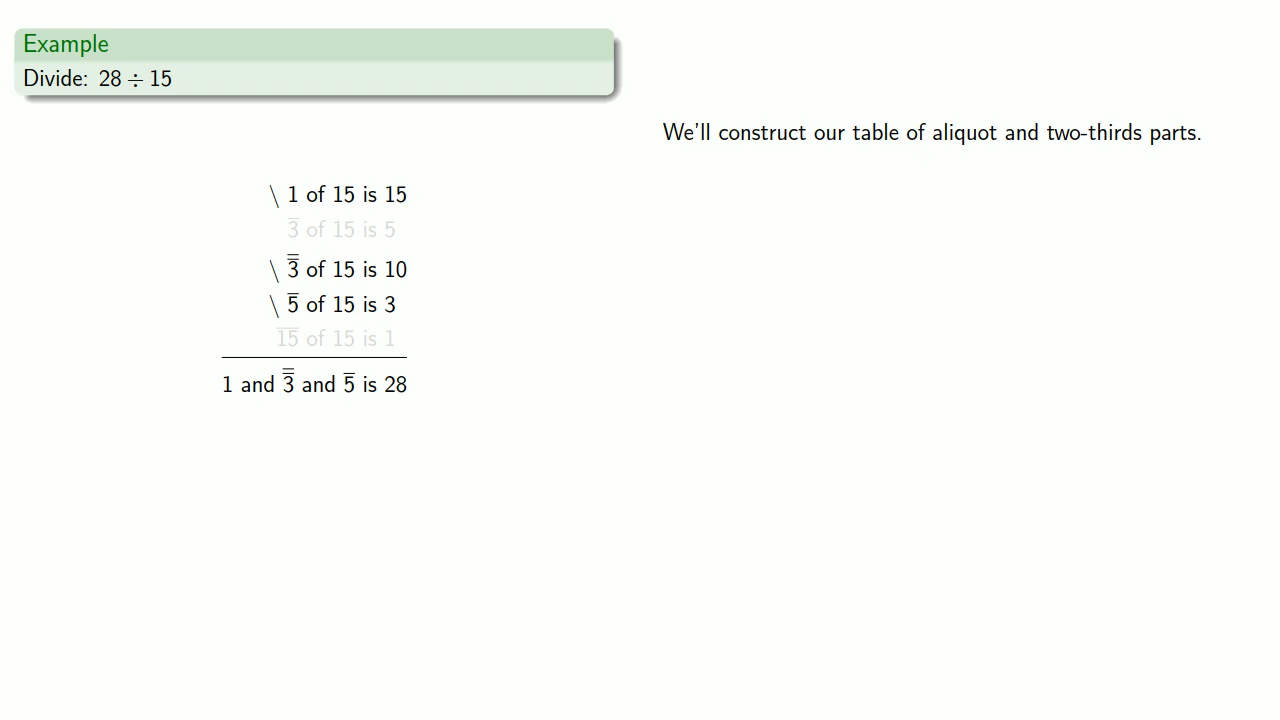 Example
Divide: 28 ÷ 15
We'll construct our table of aliquot and two-thirds parts.
\ 1 of 15 is 15
3̅ of 15 is 5
\ 3̿ of 15 is 10
\ 5̅ of 15 is 3
1̅5̅ of 15 is 1
1 and 3̿ and 5̅ is 28